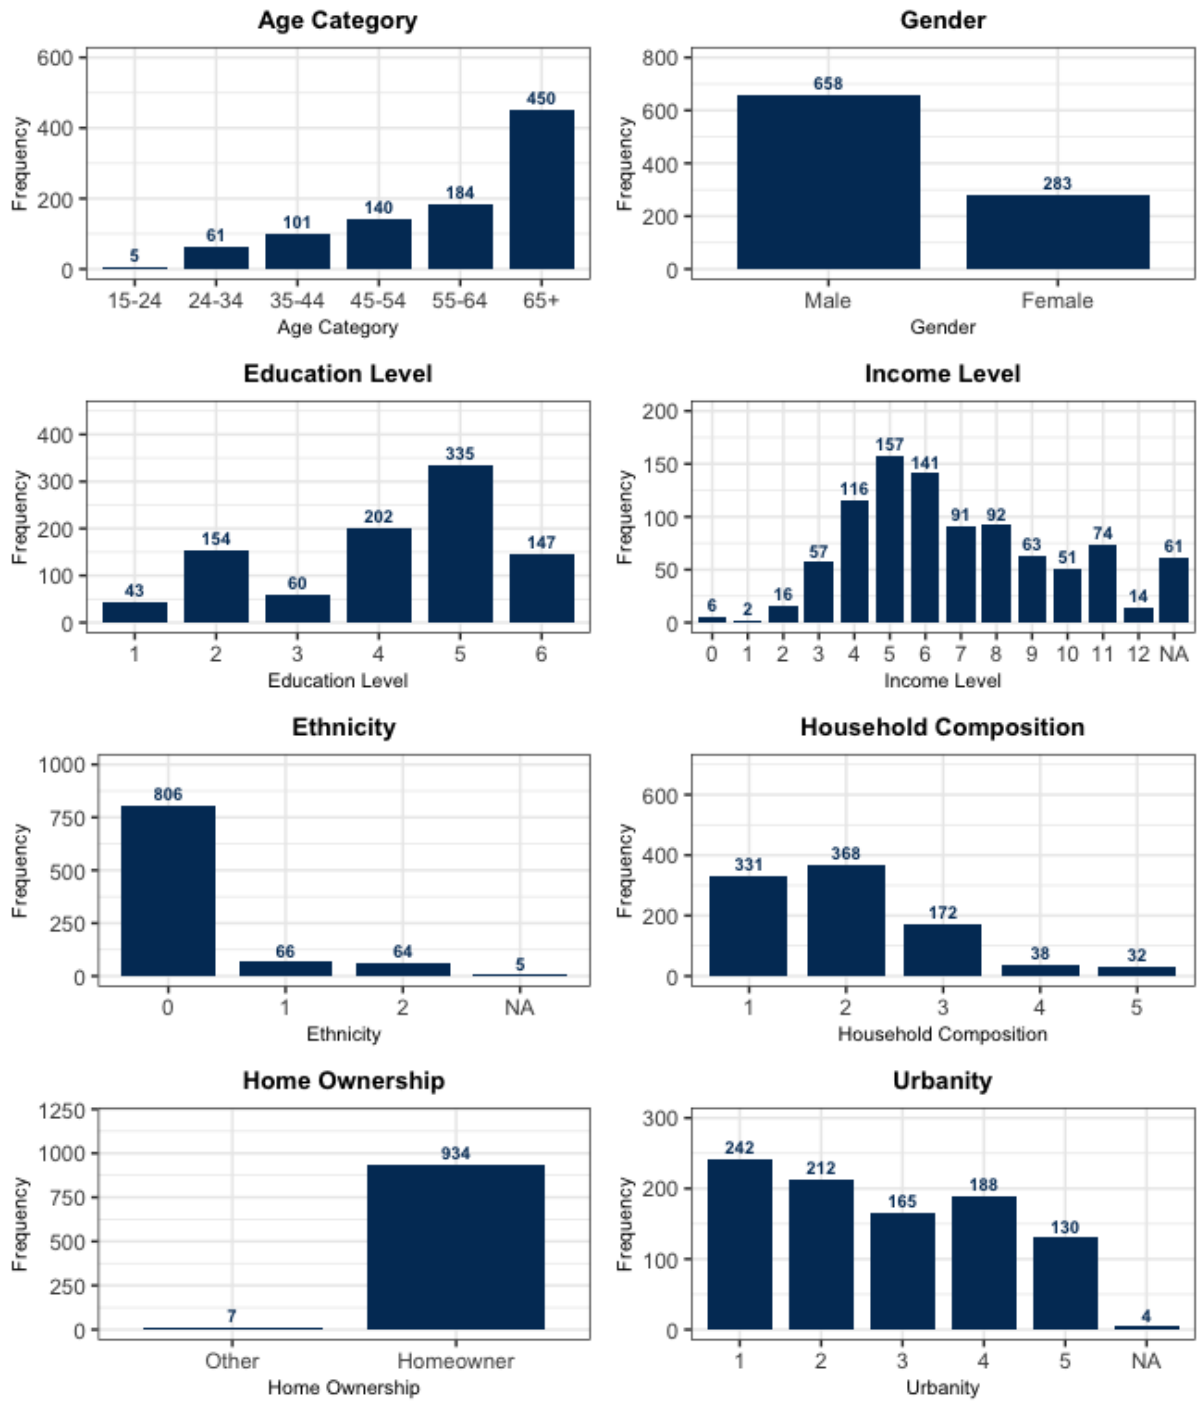 Age Category
Frequency
600
400
200
0
5
61
101
140
184
450
15-24 24-34 35-44 45-54 55-64 65+
Age Category
Gender
Frequency
800
600
400
200
0
658
283
Male Female
Gender
Education Level
Frequency
400
300
200
100
0
43
154
60
202
335
147
1 2 3 4 5 6
Education Level
Income Level
Frequency
200
150
100
50
0
6
2
16
57
116
157
141
91
92
63
51
74
14
61
0 1 2 3 4 5 6 7 8 9 10 11 12 NA
Income Level
Ethnicity
Frequency
1000
750
500
250
0
806
66
64
5
0 1 2 NA
Ethnicity
Household Composition
Frequency
600
400
200
0
331
368
172
38
32
1 2 3 4 5
Household Composition
Home Ownership
Frequency
1250
1000
750
500
250
0
7
934
Other Homeowner
Home Ownership
Urbanity
Frequency
300
200
100
0
242
212
165
188
130
4
1 2 3 4 5 NA
Urbanity